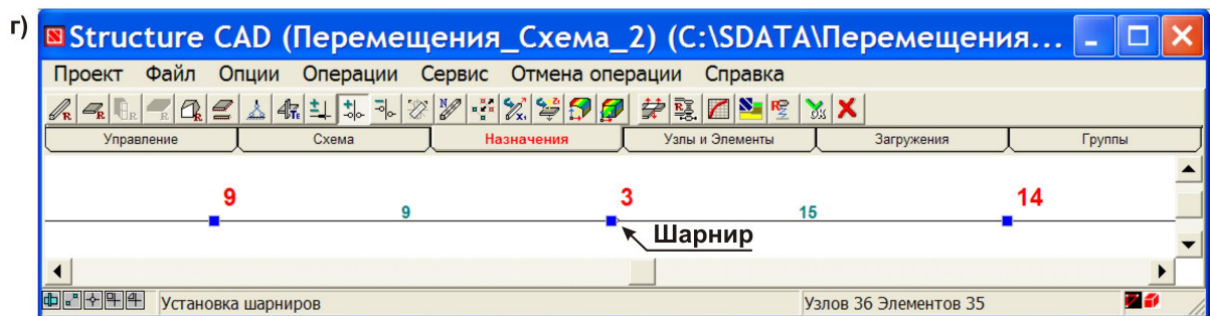 г)
Structure CAD (Перемещения_Схема_2) (C:\SDATA\Перемещения...
Проект Файл Опции Операции Сервис Отмена операции Справка
Управление Схема Назначения Узлы и Элементы Загружения Группы
9 9 3 15 14
Шарнир
Установка шарниров Узлов 36 Элементов 35